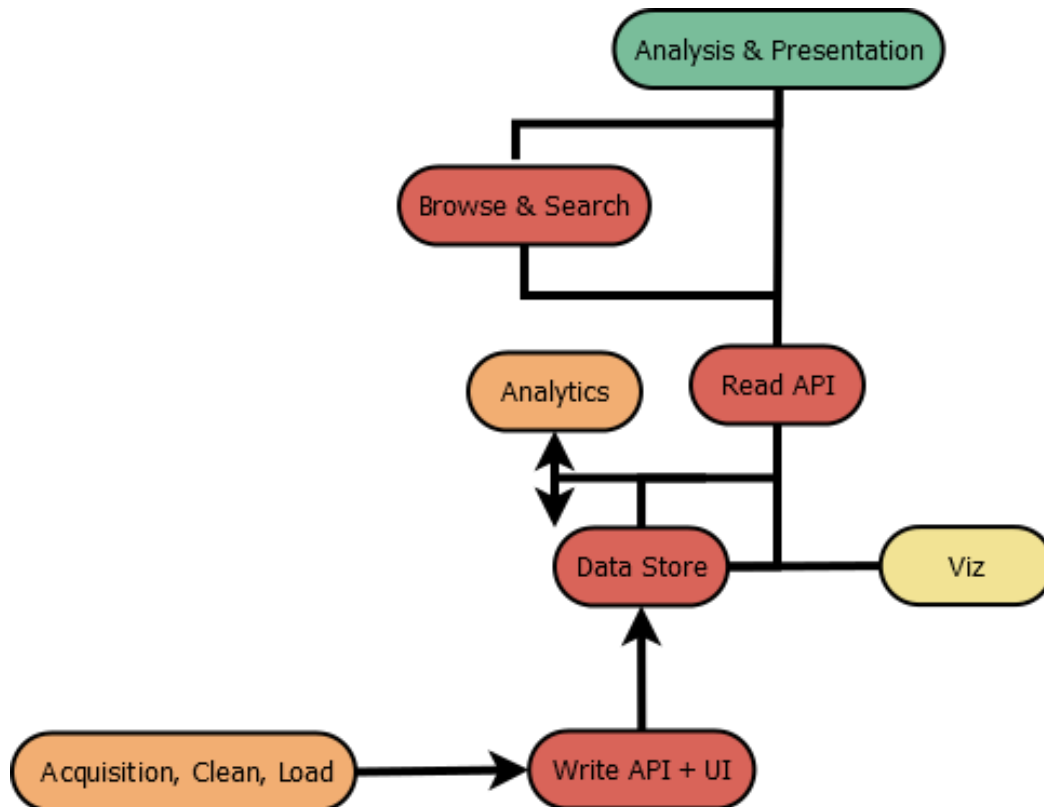 Analysis & Presentation
Browse & Search
Analytics
Read API
Data Store
Viz
Acquisition, Clean, Load
Write API + UI